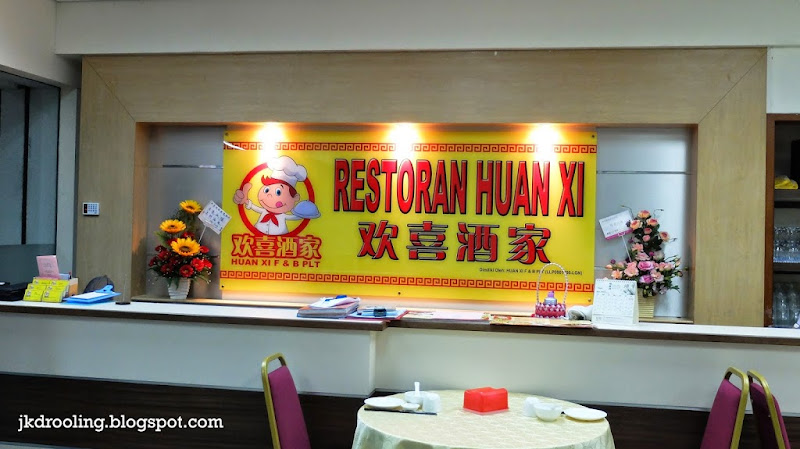 RESTORAN HUAN XI
欢喜酒家
欢喜酒家
HUAN XI F & B PLT
jkdrooling.blogspot.com